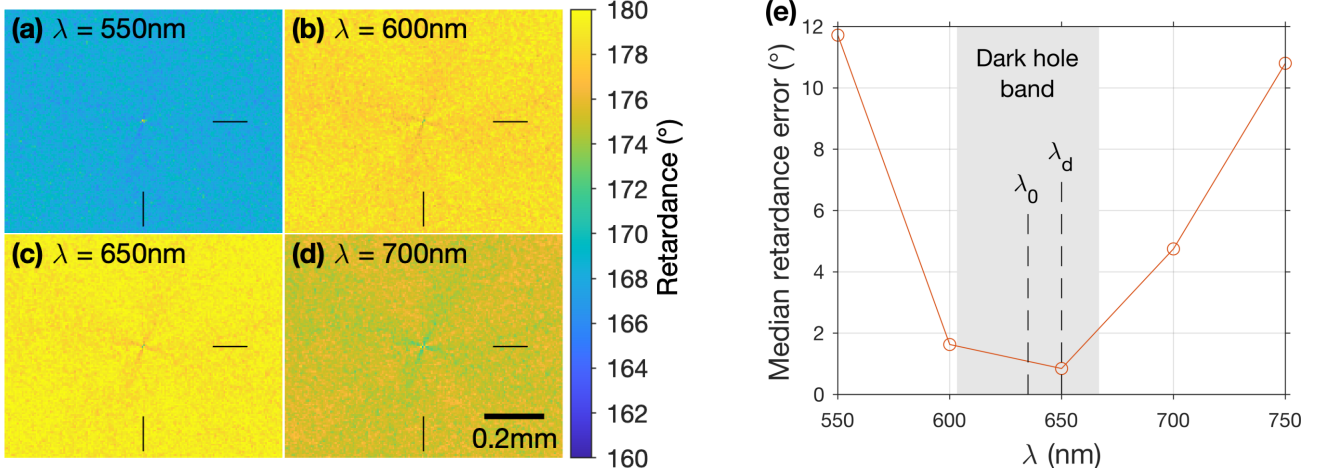 (a) λ = 550nm
(b) λ = 600nm
(c) λ = 650nm
(d) λ = 700nm
0.2mm
180
178
176
174
172
170
168
166
164
162
160
Retardance (°)
(e)
Median retardance error (°)
12
10
8
6
4
2
0
Dark hole
band
λ0
λd
550
600
650
700
750
λ (nm)